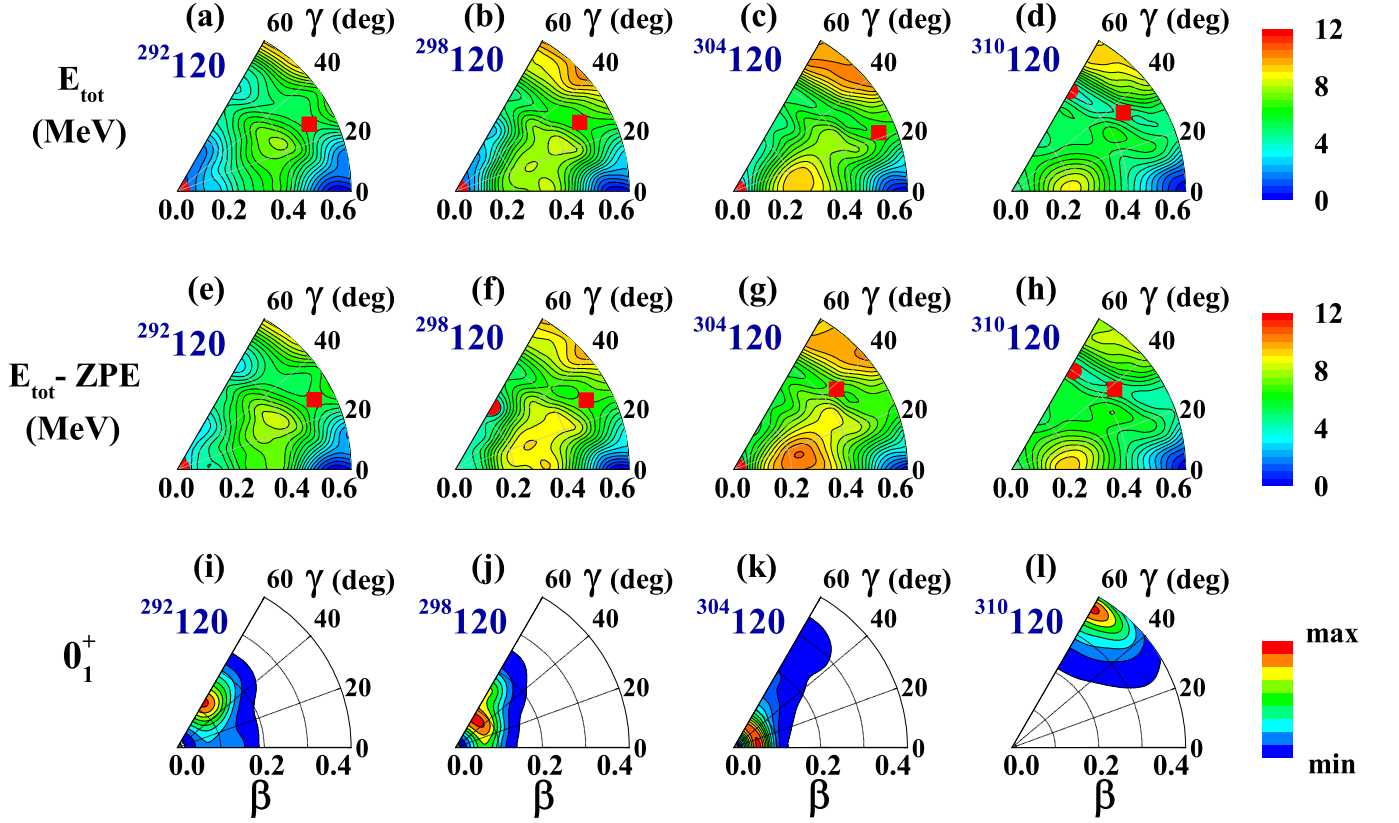 (a) 60 γ (deg) (b) 60 γ (deg) (c) 60 γ (deg) (d) 60 γ (deg) 12
²⁹²120 40 ²⁹⁸120 40 ³⁰⁴120 40 ³¹⁰120 40
E_tot 8
(MeV) 20 20 20 20 4
0 0 0 0 0
0.0 0.2 0.4 0.6 0.0 0.2 0.4 0.6 0.0 0.2 0.4 0.6 0.0 0.2 0.4 0.6
(e) 60 γ (deg) (f) 60 γ (deg) (g) 60 γ (deg) (h) 60 γ (deg) 12
²⁹²120 40 ²⁹⁸120 40 ³⁰⁴120 40 ³¹⁰120 40
E_tot- ZPE 8
(MeV) 20 20 20 20 4
0 0 0 0 0
0.0 0.2 0.4 0.6 0.0 0.2 0.4 0.6 0.0 0.2 0.4 0.6 0.0 0.2 0.4 0.6
(i) 60 γ (deg) (j) 60 γ (deg) (k) 60 γ (deg) (l) 60 γ (deg)
²⁹²120 40 ²⁹⁸120 40 ³⁰⁴120 40 ³¹⁰120 40 max
0₁⁺
20 20 20 20
0 0 0 0 min
0.0 0.2 0.4 0.0 0.2 0.4 0.0 0.2 0.4 0.0 0.2 0.4
β β β β